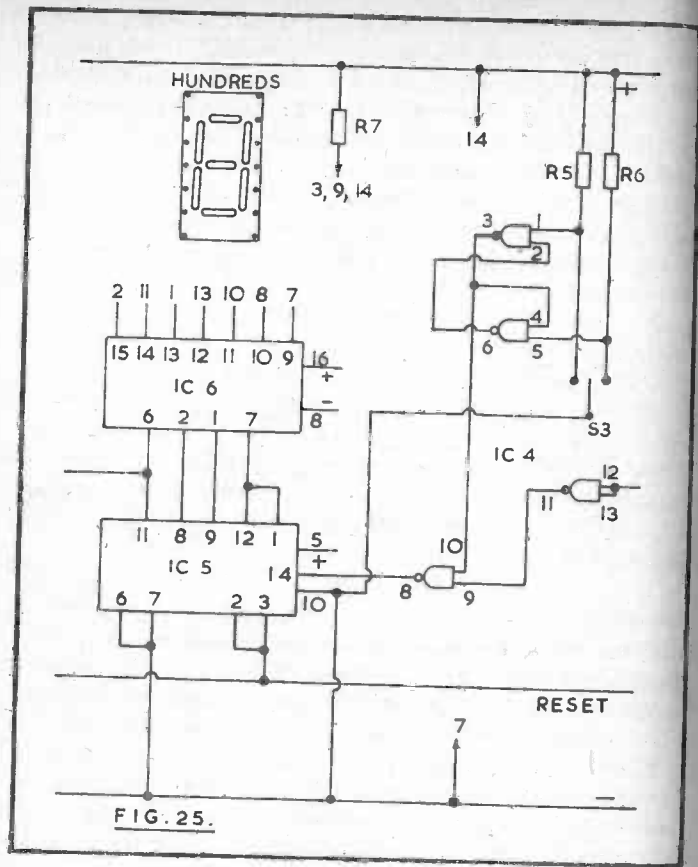 HUNDREDS
+
R7
14
R5 R6
3, 9, 14
3 1
2
4
6 5
2 11 1 13 10 8 7
15 14 13 12 11 10 9
16
+
IC 6
-
8
6 2 1 7
S3
IC 4
12
11
13
11 8 9 12 1
5
+
IC 5
14
10
10
8 9
6 7 2 3
RESET
7
-
FIG. 25.